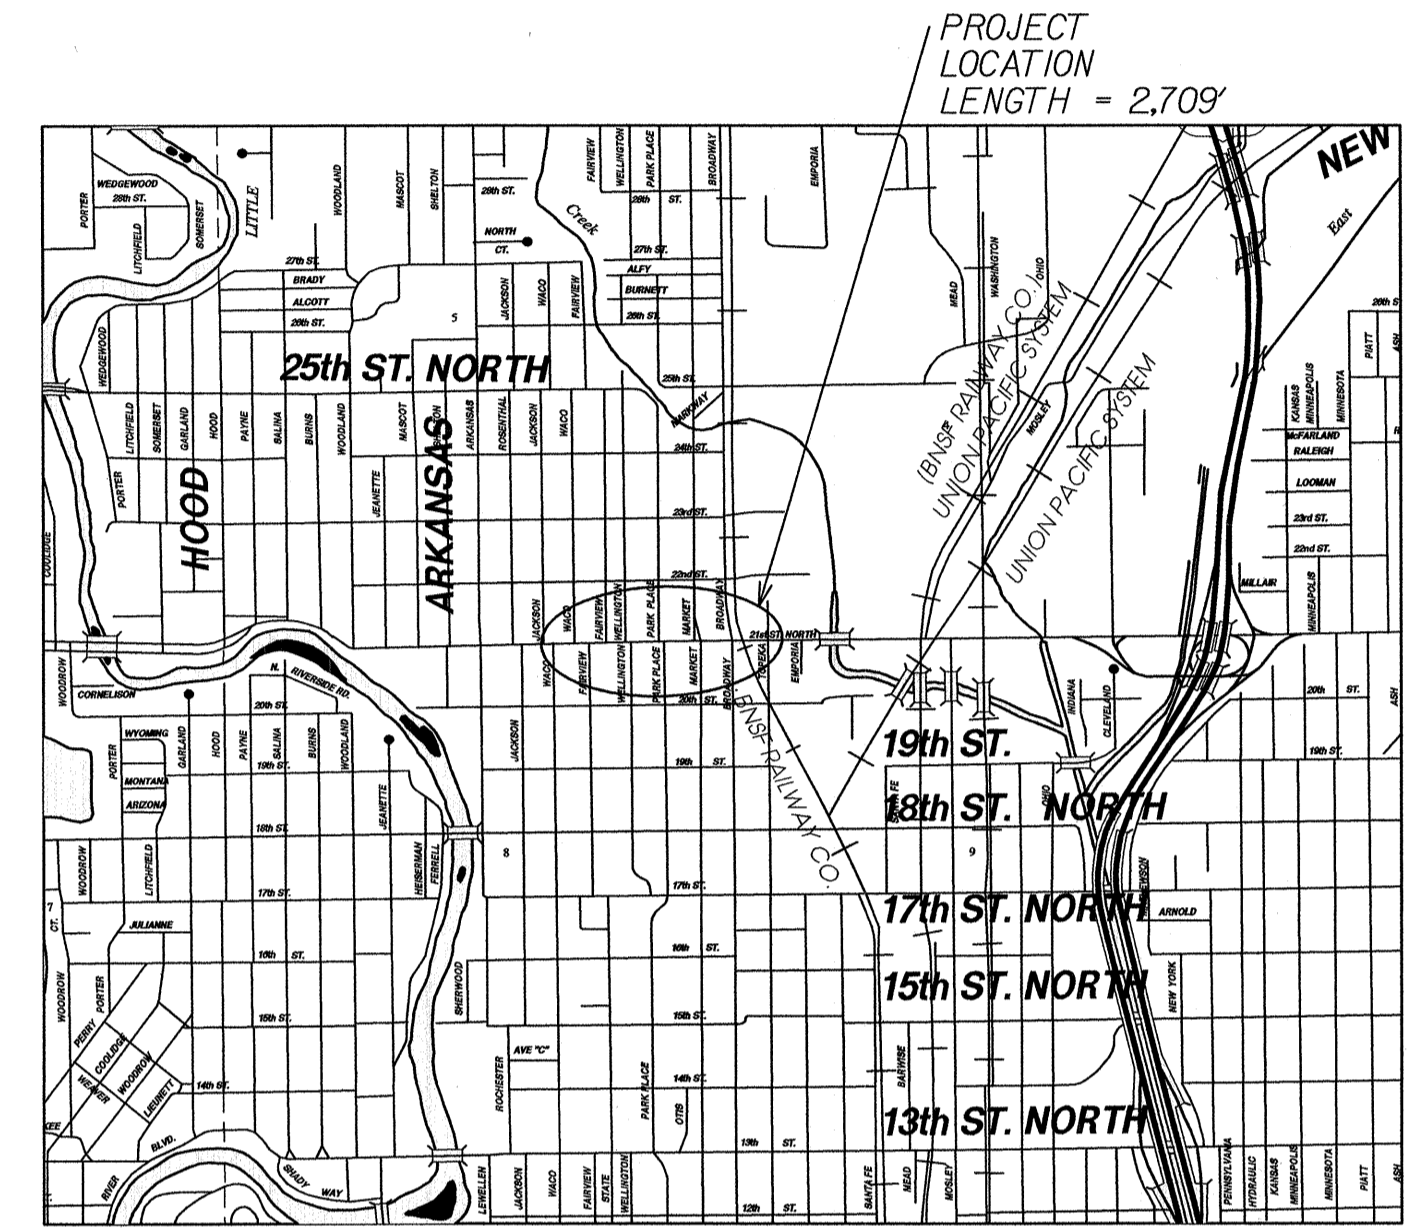 PROJECT
LOCATION
LENGTH = 2,709'
NEW
East
WEDGEWOOD
28th ST.
PORTER
LITCHFIELD
SOMERSET
LITTLE
WOODLAND
MASCOT
SHELTON
28th ST.
NORTH
CT.
Creek
FAIRVIEW
WELLINGTON
PARK PLACE
BROADWAY
28th ST.
EMPORIA
27th ST.
27th ST.
BRADY
ALCOTT
26th ST.
ALFY
BURNETT
26th ST.
JACKSON
WACO
FAIRVIEW
MEAD
WASHINGTON
OHIO
26th S
PIATT
ASH
5
WEDGEWOOD
25th ST. NORTH
25th ST.
MARKWAY
(BNSF RAILWAY CO.)
UNION PACIFIC SYSTEM
MOSLEY
UNION PACIFIC SYSTEM
KANSAS
MINNEAPOLIS
MINNESOTA
McFARLAND
RALEIGH
LOOMAN
23rd ST.
22nd ST.
MILLAIR
MINNEAPOLIS
LITCHFIELD
SOMERSET
GARLAND
HOOD
PAYNE
SALINA
BURNS
WOODLAND
MASCOT
SHELTON
ARKANSAS
ROSENTHAL
JACKSON
WACO
24th ST.
PORTER
HOOD
JEANETTE
ARKANSAS
23rd ST.
COOLIDGE
22nd ST.
JACKSON
WACO
FAIRVIEW
WELLINGTON
PARK PLACE
MARKET
BROADWAY
21st ST. NORTH
WACO
FAIRVIEW
WELLINGTON
PARK PLACE
MARKET
BROADWAY
TOPEKA
EMPORIA
WOODROW
CORNELISON
N. RIVERSIDE RD.
20th ST.
20th ST.
BNSF RAILWAY CO.
INDIANA
CLEVELAND
20th ST.
ASH
WYOMING
PORTER
GARLAND
HOOD
PAYNE
SALINA
BURNS
WOODLAND
JACKSON
19th ST.
19th ST.
19th ST.
19th ST.
MONTANA
ARIZONA
JEANETTE
SANTA FE
OHIO
18th ST. NORTH
18th ST.
8
9
WOODROW
LITCHFIELD
HEISERMAN
FERRELL
17th ST.
17th ST.
7
CT.
JULIANNE
17th ST. NORTH
ARNOLD
16th ST.
16th ST.
WOODROW
PORTER
SHERWOOD
15th ST. NORTH
NEW YORK
15th ST.
15th ST.
PERRY
COOLIDGE
WEAVER
WOODROW
LIEUNETT
14th ST.
ROCHESTER
AVE "C"
PARK PLACE
14th ST.
OTIS
BARWISE
13th ST. NORTH
KEE
BLVD.
RIVER
SHADY WAY
13th ST.
LEWELLEN
JACKSON
WACO
FAIRVIEW
STATE
WELLINGTON
12th ST.
SANTA FE
MEAD
MOSLEY
PENNSYLVANIA
HYDRAULIC
KANSAS
MINNEAPOLIS
MINNESOTA
PIATT
ASH